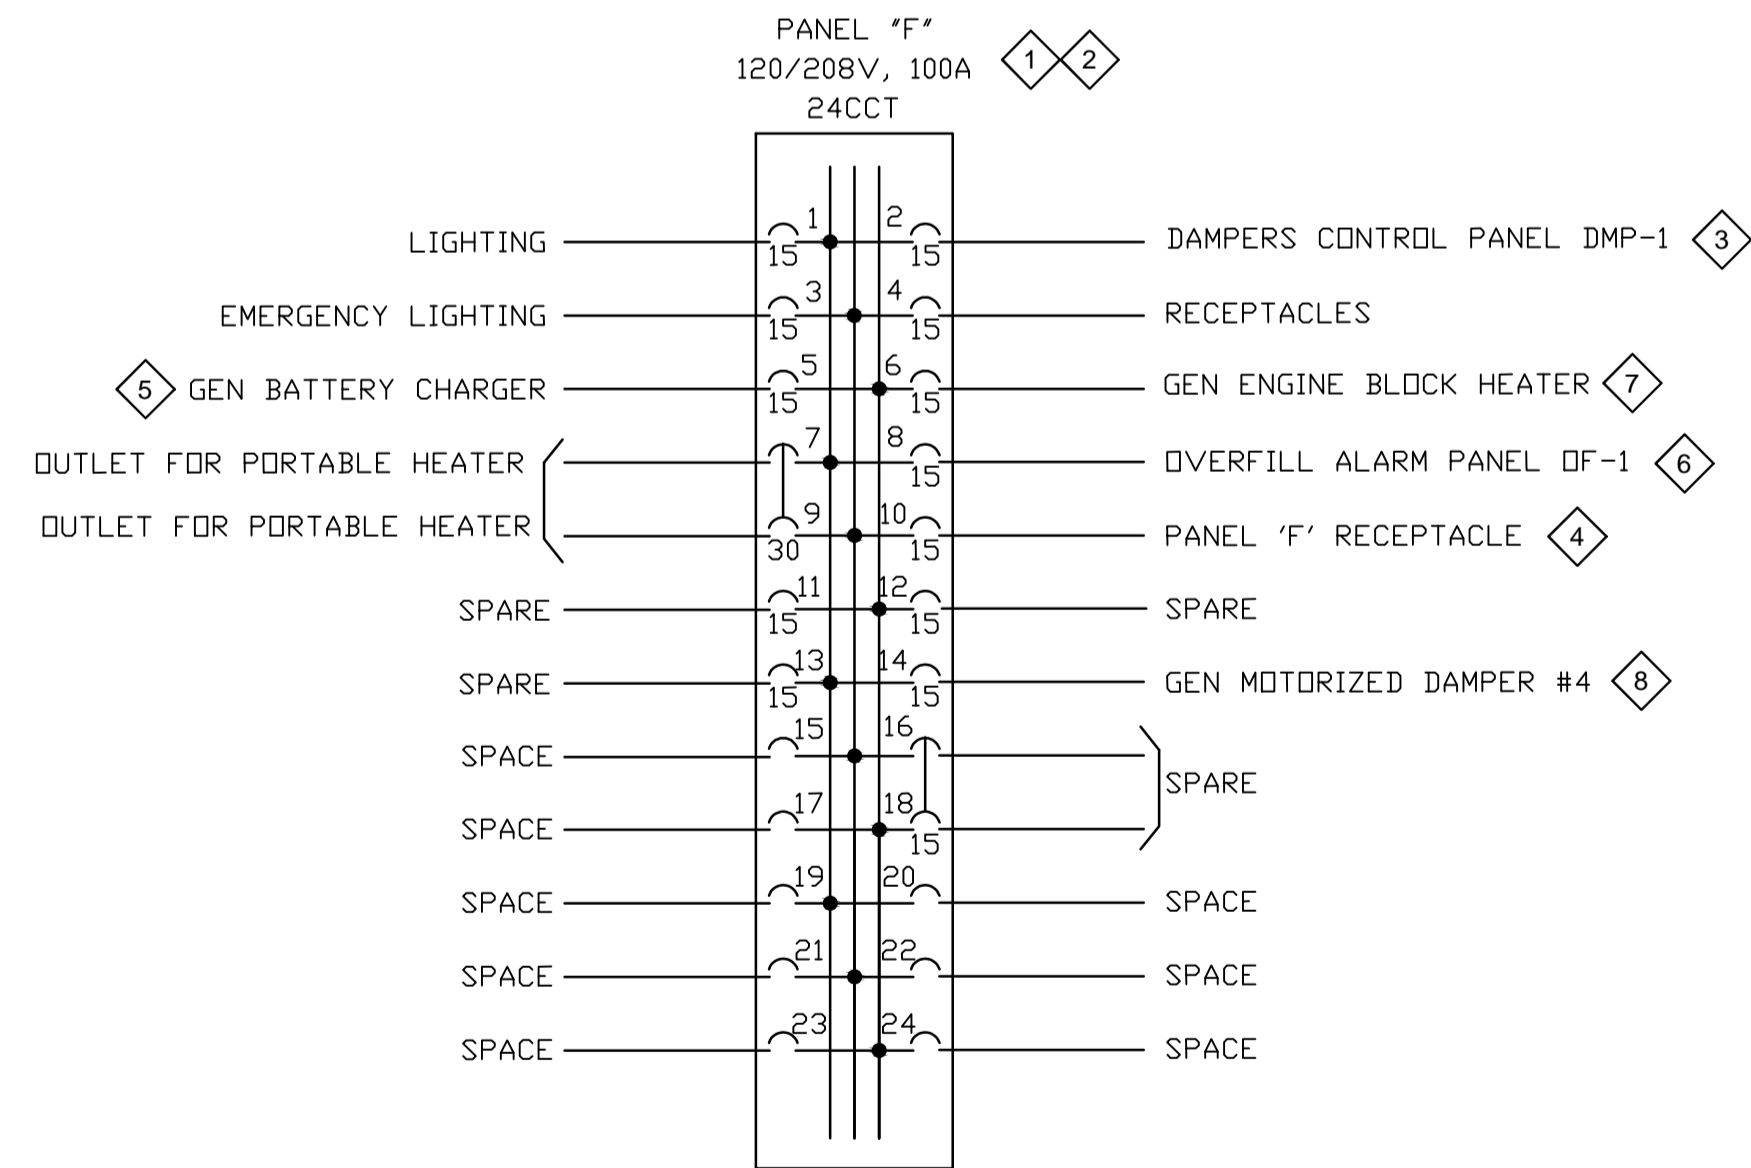 PANEL "F"
120/208V, 100A 1 2
24CCT
LIGHTING 15 1 2 15 DAMPERS CONTROL PANEL DMP-1 3
EMERGENCY LIGHTING 15 3 4 15 RECEPTACLES
5 GEN BATTERY CHARGER 15 5 6 15 GEN ENGINE BLOCK HEATER 7
OUTLET FOR PORTABLE HEATER 7 8 15 OVERFILL ALARM PANEL OF-1 6
OUTLET FOR PORTABLE HEATER 30 9 10 15 PANEL 'F' RECEPTACLE 4
SPARE 15 11 12 15 SPARE
SPARE 15 13 14 15 GEN MOTORIZED DAMPER #4 8
SPACE 15 16
SPARE
SPACE 17 18 15
SPACE 19 20 SPACE
SPACE 21 22 SPACE
SPACE 23 24 SPACE